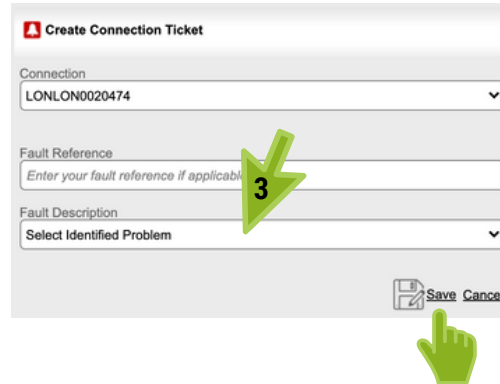 Create Connection Ticket
Connection
LONLON0020474
Fault Reference
Enter your fault reference if applicable
3
Fault Description
Select Identified Problem
Save Cance